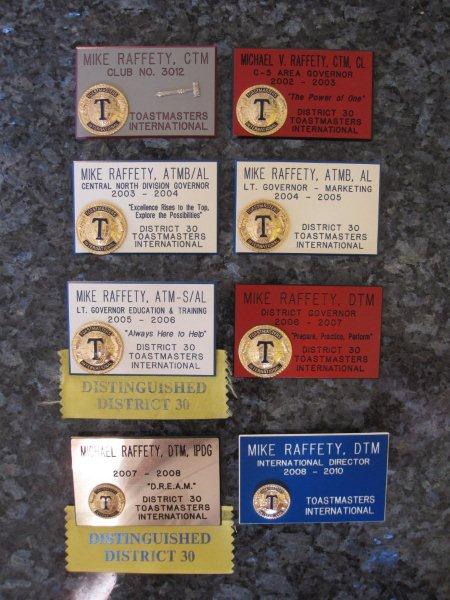 MIKE RAFFETY, CTM
CLUB NO. 3012
TOASTMASTERS
T
TOASTMASTERS
INTERNATIONAL
MICHAEL V. RAFFETY, CTM, CL
C-5 AREA GOVERNOR
2002 - 2003
"The Power of One"
TOASTMASTERS
T
DISTRICT 30
TOASTMASTERS
INTERNATIONAL
MIKE RAFFETY, ATMB/AL
CENTRAL NORTH DIVISION GOVERNOR
2003 - 2004
"Excellence Rises to the Top,
Explore the Possibilities"
TOASTMASTERS
T
DISTRICT 30
TOASTMASTERS
INTERNATIONAL
MIKE RAFFETY, ATMB, AL
LT. GOVERNOR - MARKETING
2004 - 2005
TOASTMASTERS
T
DISTRICT 30
TOASTMASTERS
INTERNATIONAL
MIKE RAFFETY, ATM-S/AL
LT. GOVERNOR EDUCATION & TRAINING
2005 - 2006
"Always Here to Help"
TOASTMASTERS
T
DISTRICT 30
TOASTMASTERS
INTERNATIONAL
DISTINGUISHED
DISTRICT 30
MIKE RAFFETY, DTM
DISTRICT GOVERNOR
2006 - 2007
"Prepare, Practice, Perform"
TOASTMASTERS
T
DISTRICT 30
TOASTMASTERS
INTERNATIONAL
MICHAEL RAFFETY, DTM, IPDG
2007 - 2008
"D.R.E.A.M."
T
DISTRICT 30
TOASTMASTERS
INTERNATIONAL
DISTINGUISHED
DISTRICT 30
MIKE RAFFETY, DTM
INTERNATIONAL DIRECTOR
2008 - 2010
T
TOASTMASTERS
INTERNATIONAL